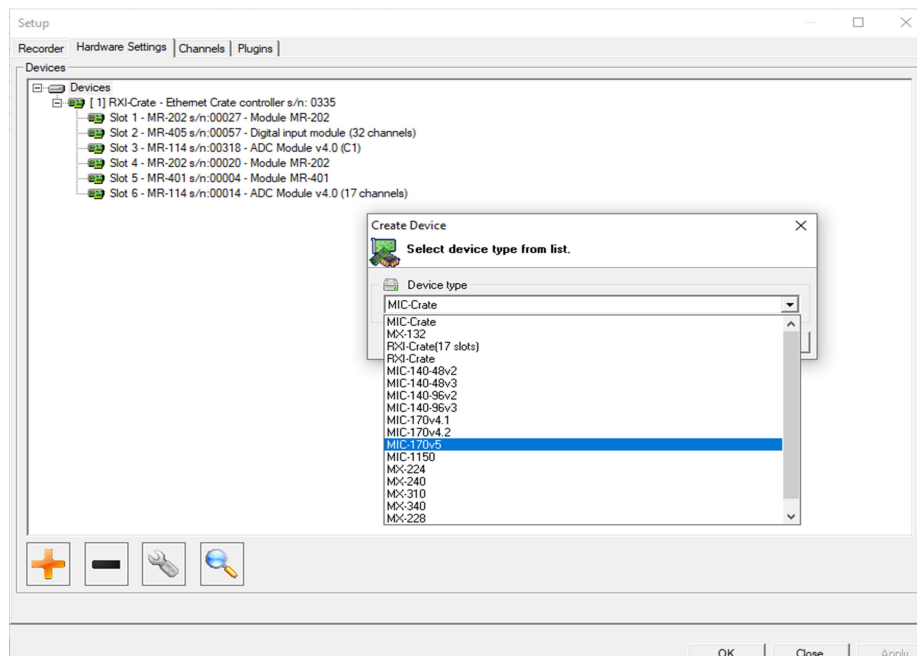 Setup
Recorder Hardware Settings Channels Plugins
Devices
Devices
[ 1] RXI-Crate - Ethernet Crate controller s/n: 0335
Slot 1 - MR-202 s/n:00027 - Module MR-202
Slot 2 - MR-405 s/n:00057 - Digital input module (32 channels)
Slot 3 - MR-114 s/n:00318 - ADC Module v4.0 (C1)
Slot 4 - MR-202 s/n:00020 - Module MR-202
Slot 5 - MR-401 s/n:00004 - Module MR-401
Slot 6 - MR-114 s/n:00014 - ADC Module v4.0 (17 channels)
Create Device
Select device type from list.
Device type
MIC-Crate
MIC-Crate
MX-132
RXI-Crate(17 slots)
RXI-Crate
MIC-140-48v2
MIC-140-48v3
MIC-140-96v2
MIC-140-96v3
MIC-170v4.1
MIC-170v4.2
MIC-170v5
MIC-1150
MX-224
MX-240
MX-310
MX-340
MX-228
OK Close Apply